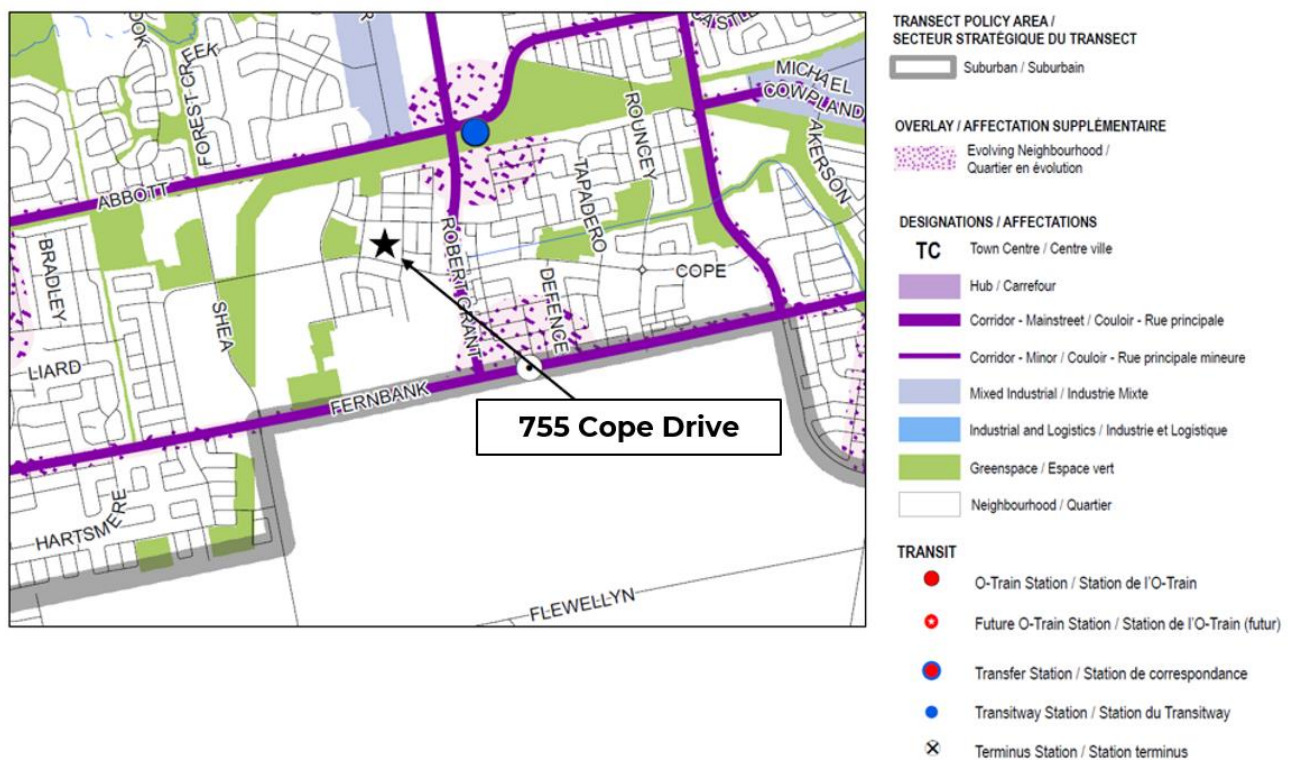 FOREST CREEK
MICHAEL
COWPLAND
ROUNCEY
AKERSON
ABBOTT
TAPADERO
BRADLEY
ROBERT GRANT
COPE
DEFENCE
SHEA
LIARD
FERNBANK
755 Cope Drive
HARTSMERE
FLEWELLYN
TRANSECT POLICY AREA /
SECTEUR STRATÉGIQUE DU TRANSECT
Suburban / Suburbain
OVERLAY / AFFECTATION SUPPLÉMENTAIRE
Evolving Neighbourhood /
Quartier en évolution
DESIGNATIONS / AFFECTATIONS
TC Town Centre / Centre ville
Hub / Carrefour
Corridor - Mainstreet / Couloir - Rue principale
Corridor - Minor / Couloir - Rue principale mineure
Mixed Industrial / Industrie Mixte
Industrial and Logistics / Industrie et Logistique
Greenspace / Espace vert
Neighbourhood / Quartier
TRANSIT
O-Train Station / Station de l'O-Train
Future O-Train Station / Station de l'O-Train (futur)
Transfer Station / Station de correspondance
Transitway Station / Station du Transitway
Terminus Station / Station terminus